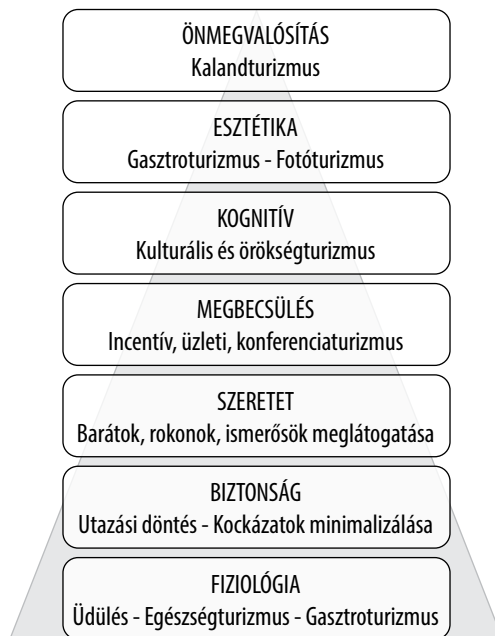 ÖNMEGVALÓSÍTÁS
Kalandturizmus
ESZTÉTIKA
Gasztroturizmus - Fotóturizmus
KOGNITÍV
Kulturális és örökségturizmus
MEGBECSÜLÉS
Incentív, üzleti, konferenciaturizmus
SZERETET
Barátok, rokonok, ismerősök meglátogatása
BIZTONSÁG
Utazási döntés - Kockázatok minimalizálása
FIZIOLÓGIA
Üdülés - Egészségturizmus - Gasztroturizmus